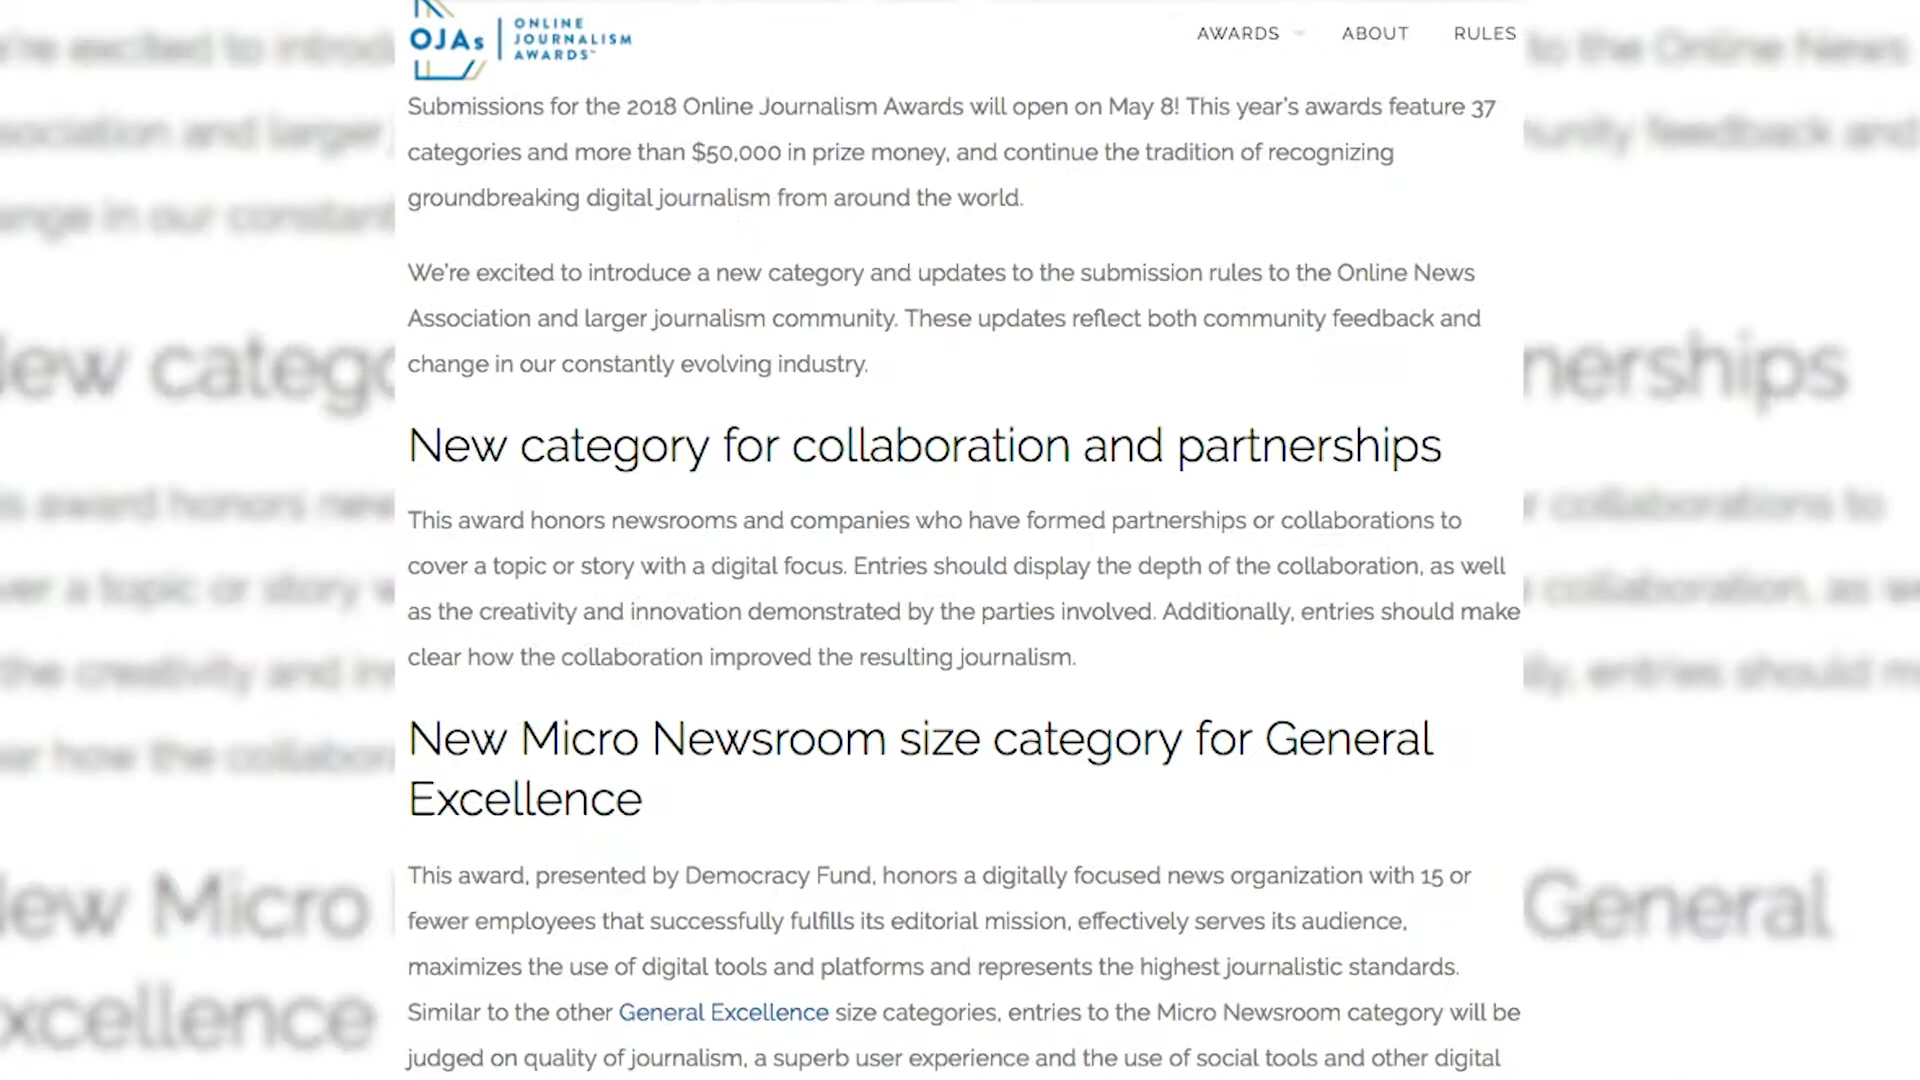 OJAs
ONLINE
JOURNALISM
AWARDS
AWARDS
ABOUT
RULES
Submissions for the 2018 Online Journalism Awards will open on May 8! This year's awards feature 37
categories and more than $50,000 in prize money, and continue the tradition of recognizing
groundbreaking digital journalism from around the world.
We're excited to introduce a new category and updates to the submission rules to the Online News
Association and larger journalism community. These updates reflect both community feedback and
change in our constantly evolving industry.
New category for collaboration and partnerships
This award honors newsrooms and companies who have formed partnerships or collaborations to
cover a topic or story with a digital focus. Entries should display the depth of the collaboration, as well
as the creativity and innovation demonstrated by the parties involved. Additionally, entries should make
clear how the collaboration improved the resulting journalism.
New Micro Newsroom size category for General
Excellence
This award, presented by Democracy Fund, honors a digitally focused news organization with 15 or
fewer employees that successfully fulfills its editorial mission, effectively serves its audience,
maximizes the use of digital tools and platforms and represents the highest journalistic standards.
Similar to the other General Excellence size categories, entries to the Micro Newsroom category will be
judged on quality of journalism, a superb user experience and the use of social tools and other digital